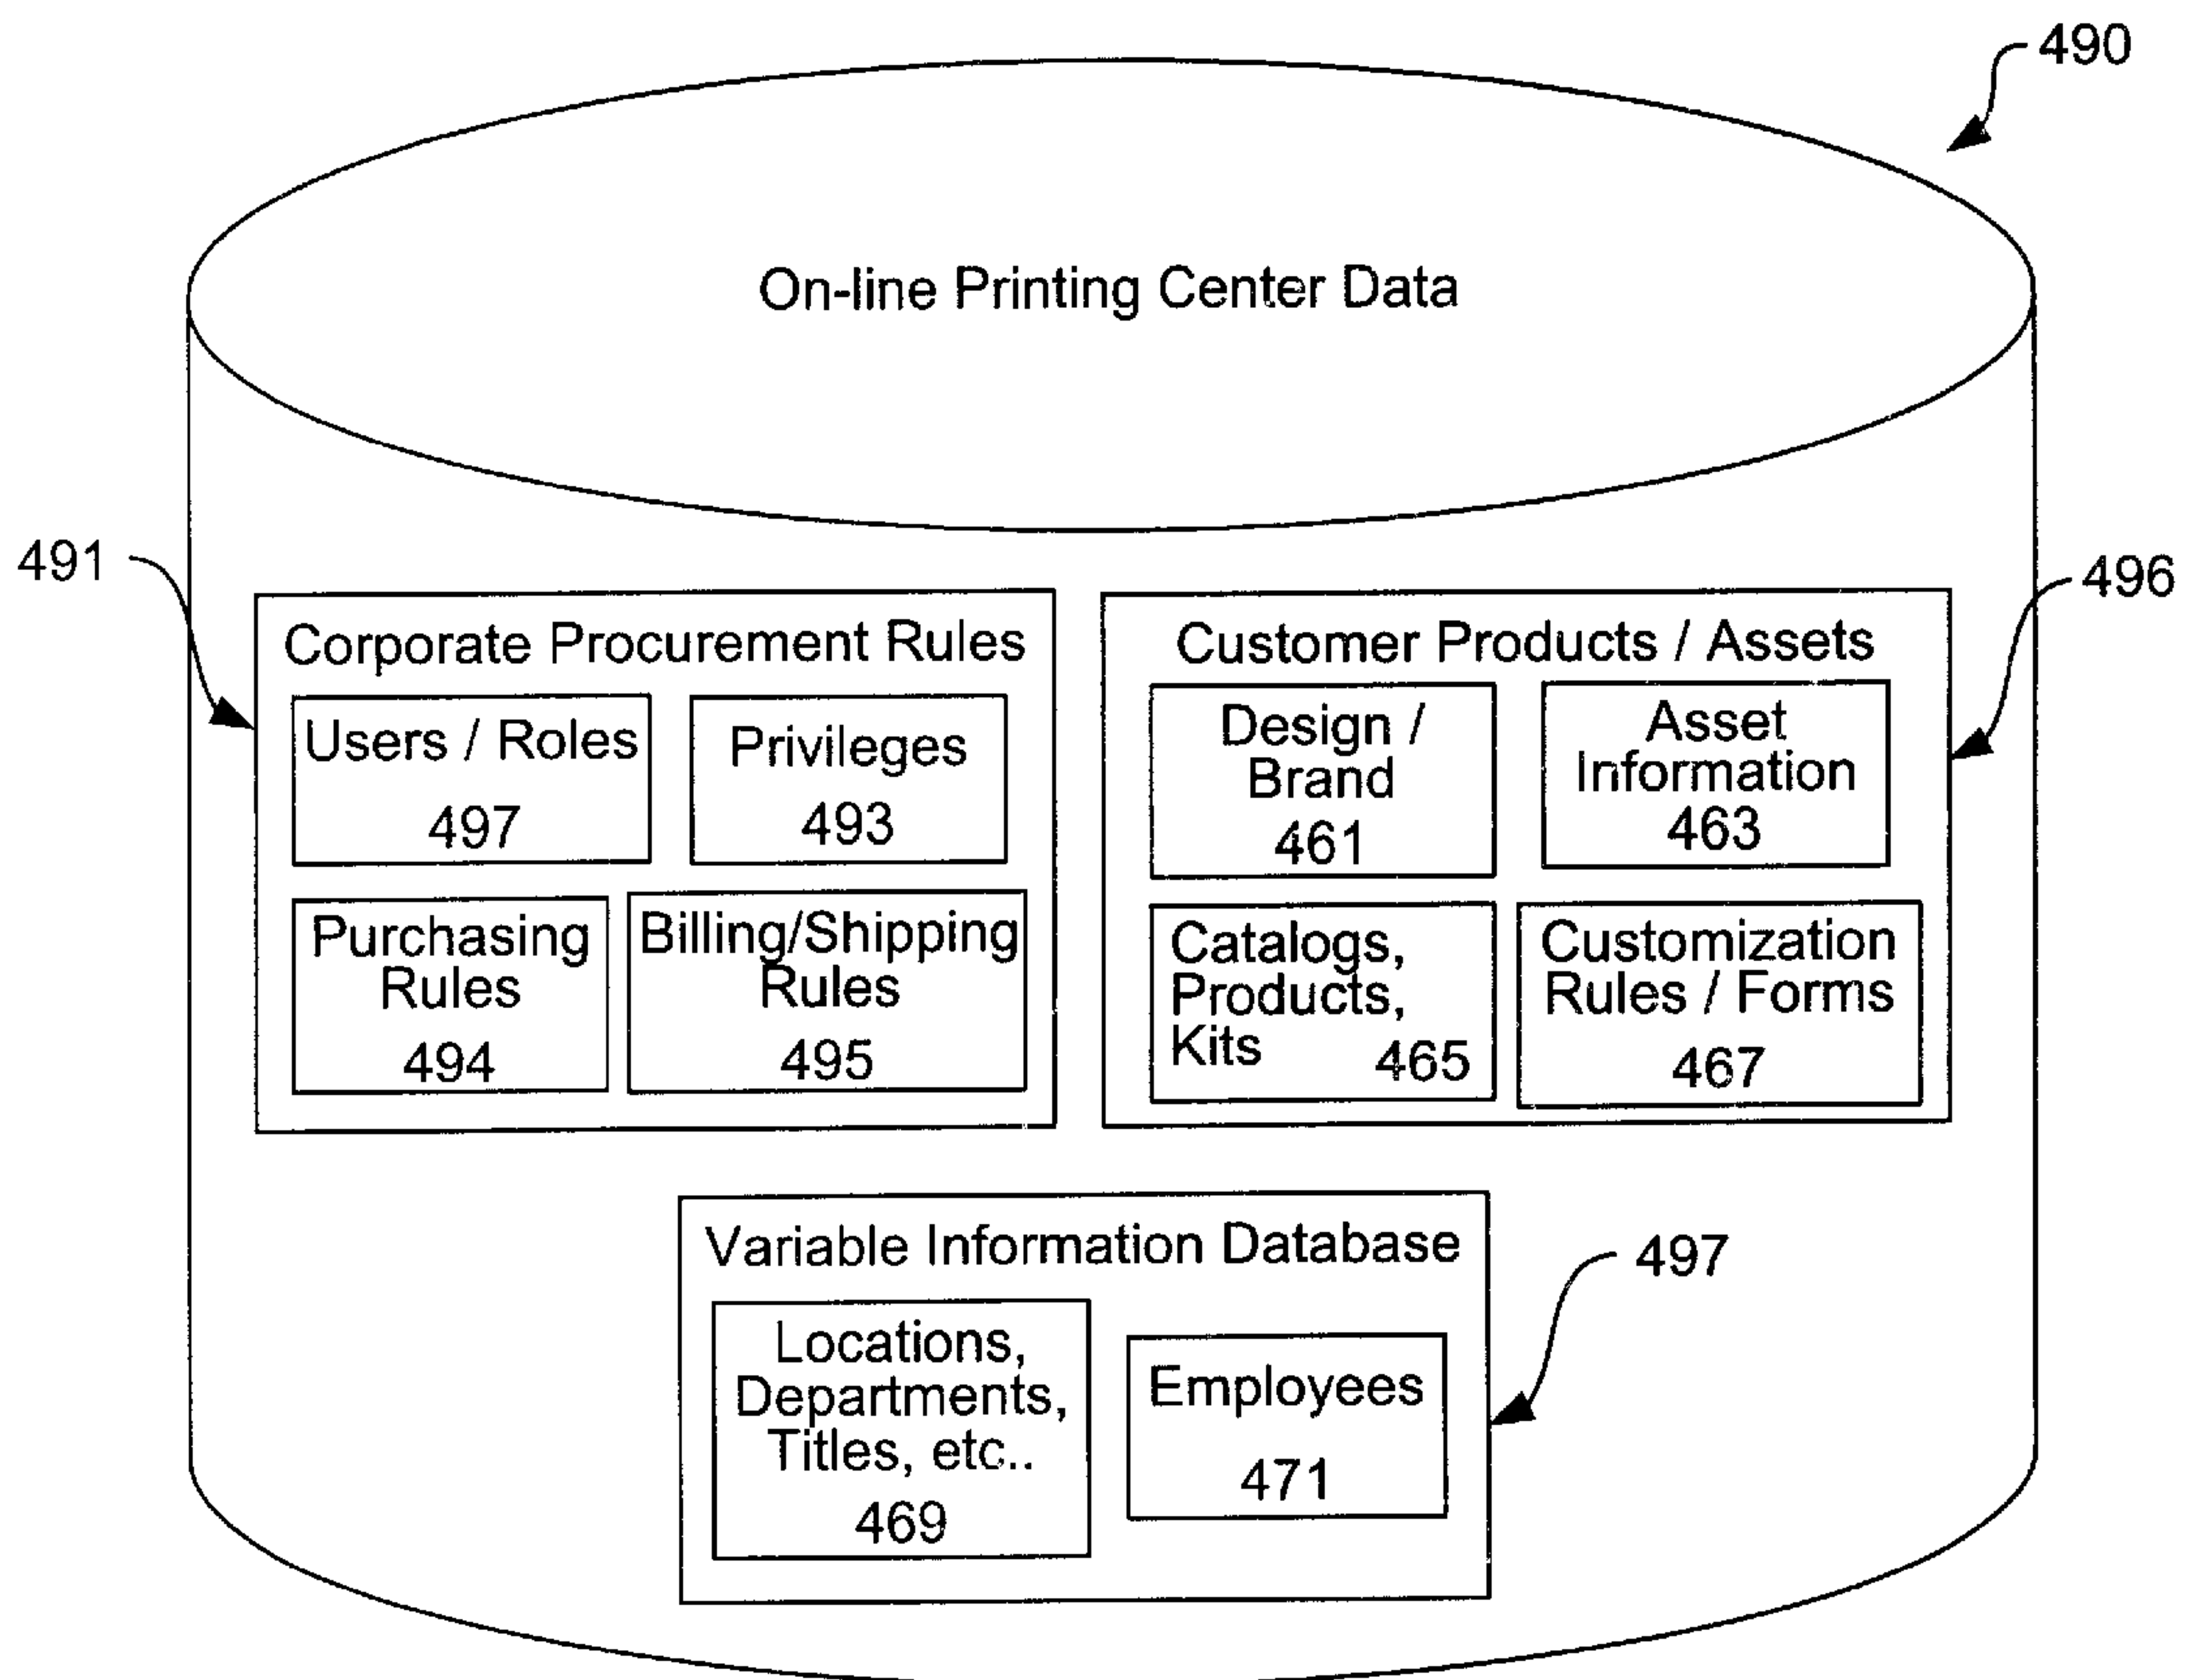 490
On-line Printing Center Data
491
496
Corporate Procurement Rules
Users / Roles
497
Privileges
493
Purchasing
Rules
494
Billing/Shipping
Rules
495
Customer Products / Assets
Design /
Brand
461
Asset
Information
463
Catalogs,
Products,
Kits 465
Customization
Rules / Forms
467
Variable Information Database
497
Locations,
Departments,
Titles, etc..
469
Employees
471